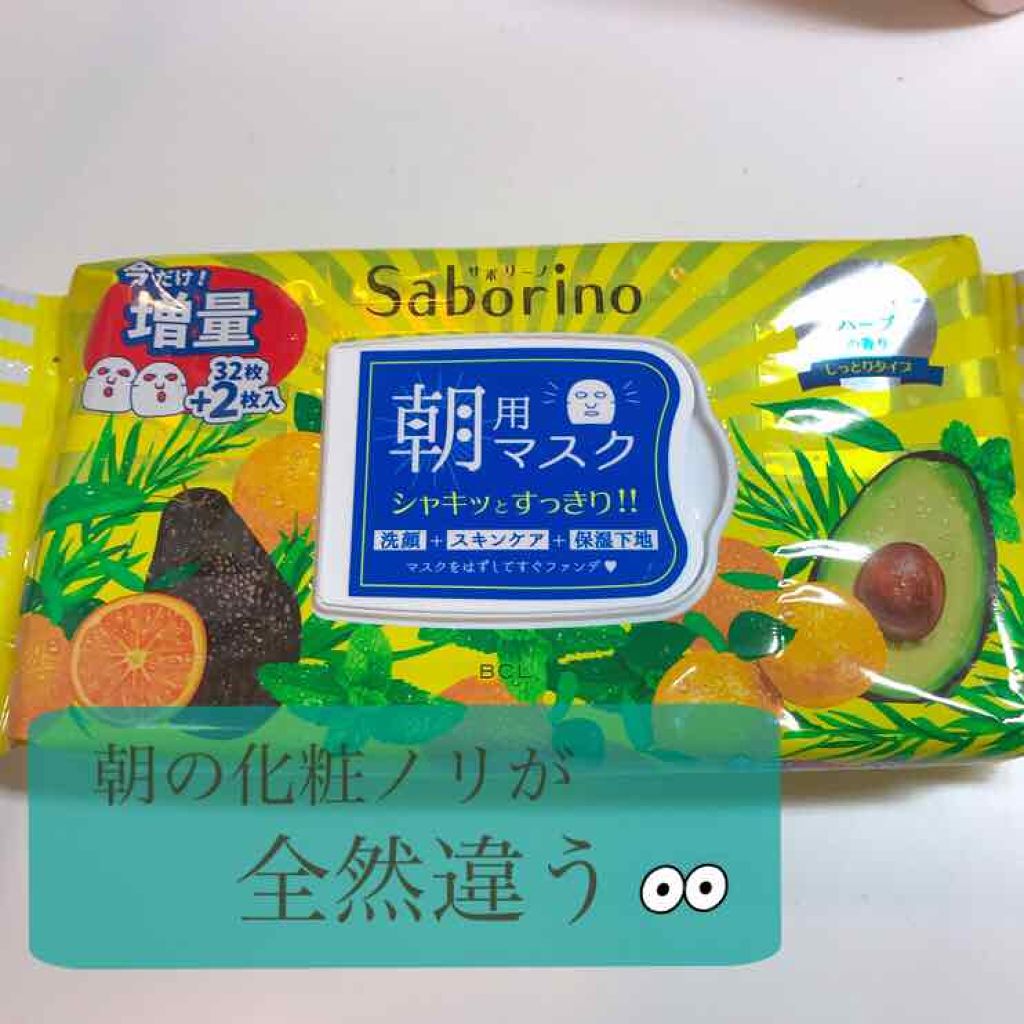 今だけ!
増量
32枚
+2枚入
サボリーノ
Saborino
ハーブ
の香り
しっとりタイプ
朝用
マスク
シャキッとすっきり!!
洗顔+スキンケア+保湿下地
マスクをはずしてすぐファンデ♥
BCL
朝の化粧ノリが
全然違う